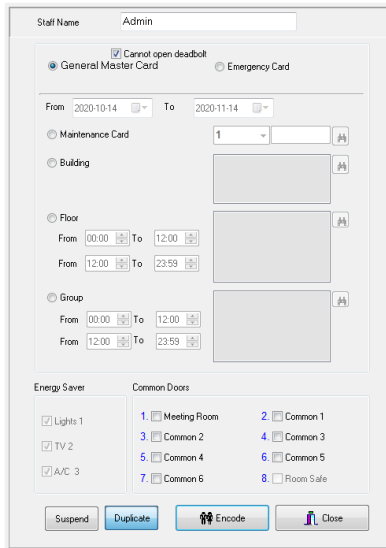 Staff Name Admin
Cannot open deadbolt
General Master Card Emergency Card
From 2020-10-14 To 2020-11-14
Maintenance Card 1
Building
Floor
From 00:00 To 12:00
From 12:00 To 23:59
Group
From 00:00 To 12:00
From 12:00 To 23:59
Energy Saver Common Doors
Lights 1 1. Meeting Room 2. Common 1
TV 2 3. Common 2 4. Common 3
A/C 3 5. Common 4 6. Common 5
7. Common 6 8. Room Safe
Suspend Duplicate Encode Close